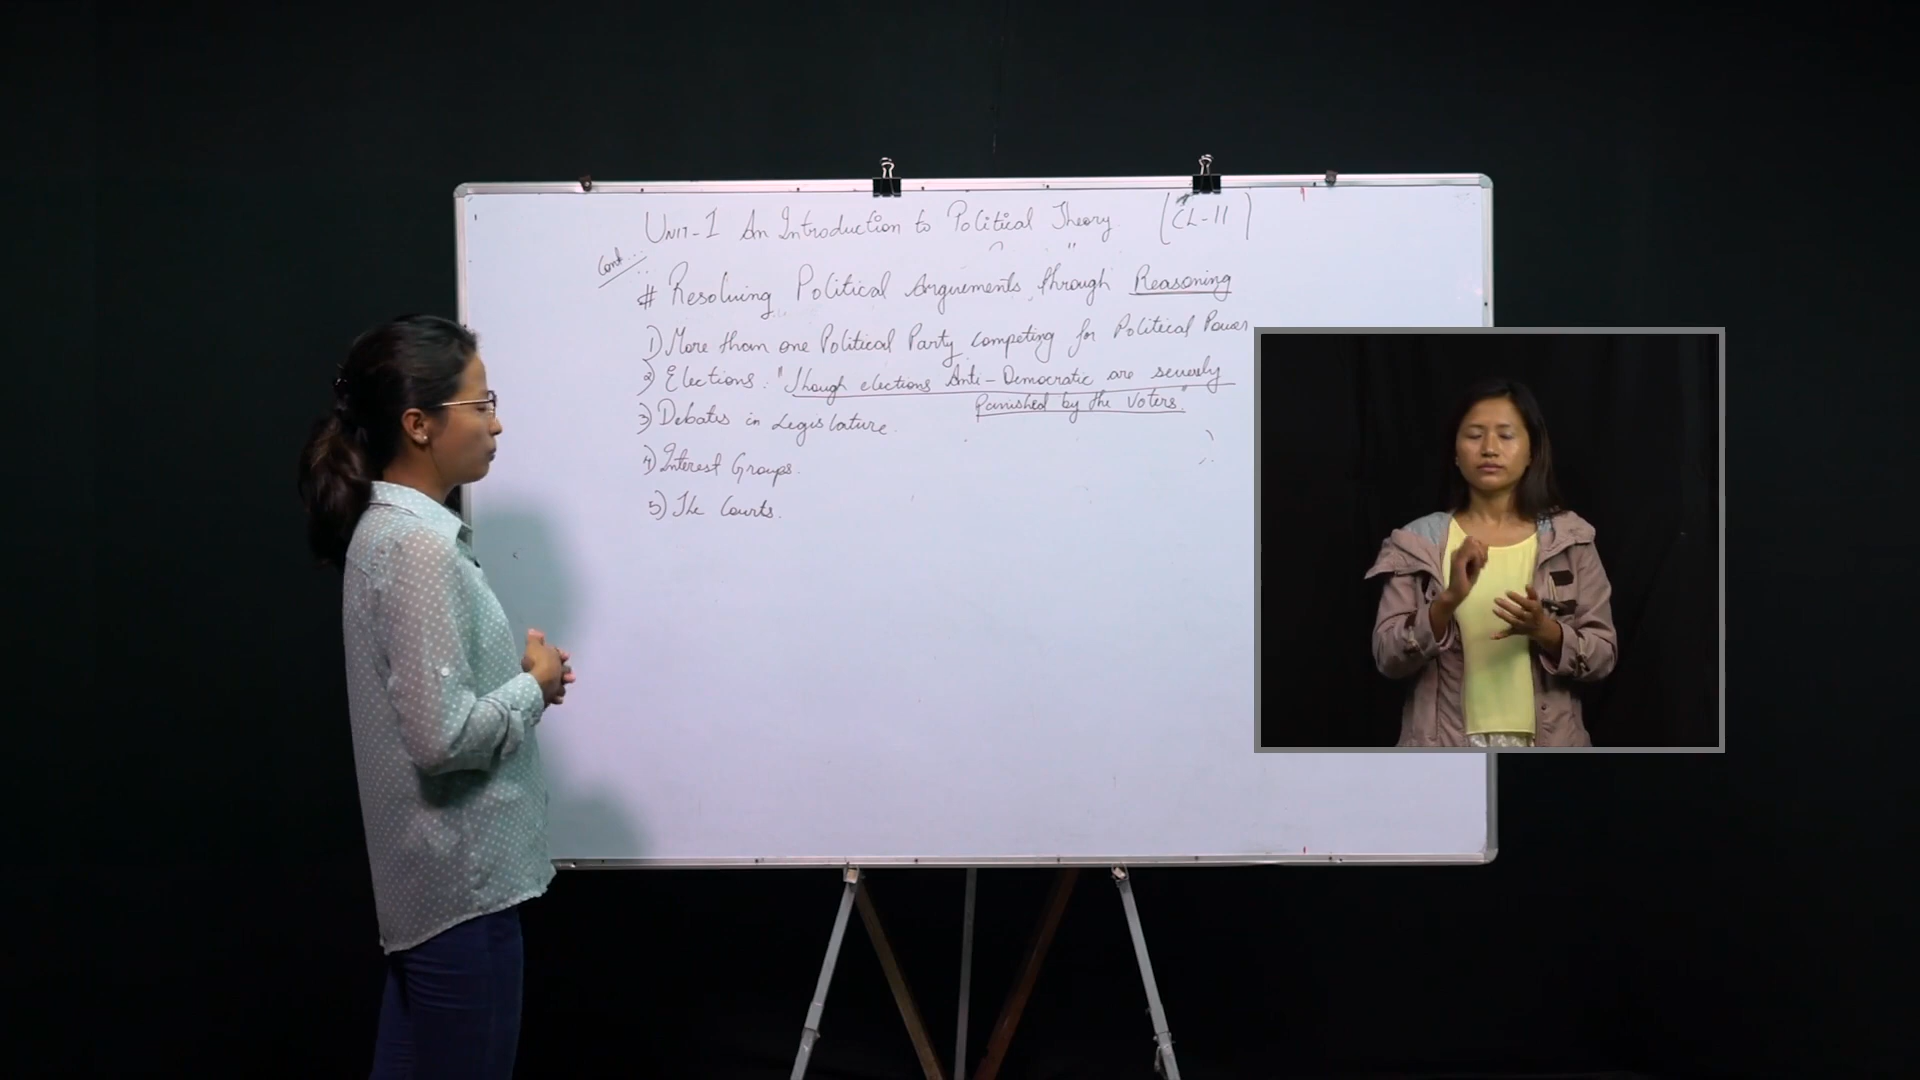 Unit-1 An Introduction to Political Theory (CL-11)
Cont...
# Resolving Political Arguements through Reasoning
1) More than one Political Party competing for Political Power
2) Elections: "Though elections Anti-Democratic are severely
punished by the Voters."
3) Debates in Legislature.
4) Interest Groups.
5) The Courts.